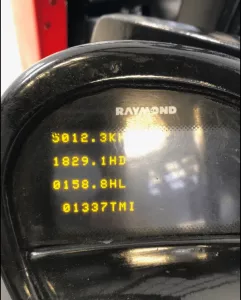 RAYMOND
5012.3KH
1829.1HD
0158.8HL
01337TMI